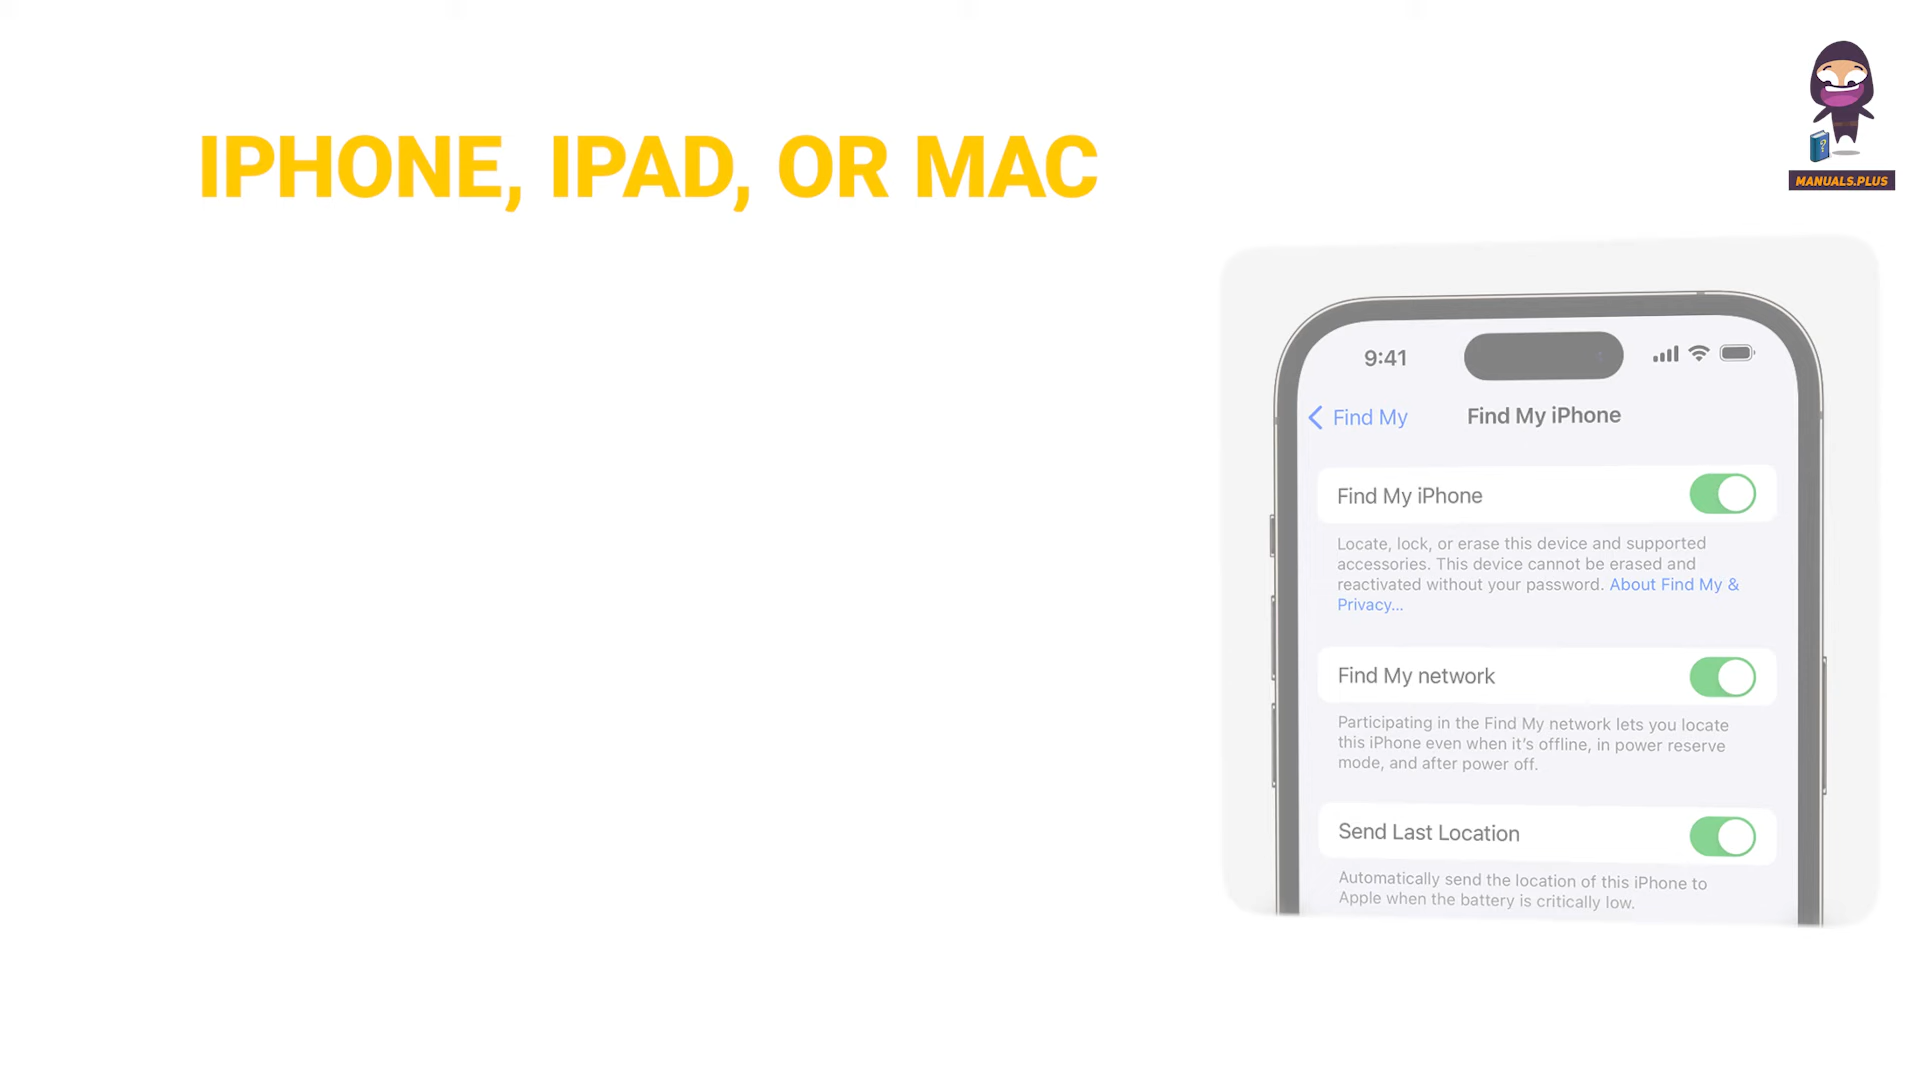 IPHONE, IPAD, OR MAC
?
MANUALS.PLUS
9:41
Find My
Find My iPhone
Find My iPhone
Locate, lock, or erase this device and supported
accessories. This device cannot be erased and
reactivated without your password. About Find My &
Privacy...
Find My network
Participating in the Find My network lets you locate
this iPhone even when it's offline, in power reserve
mode, and after power off.
Send Last Location
Automatically send the location of this iPhone to
Apple when the battery is critically low.